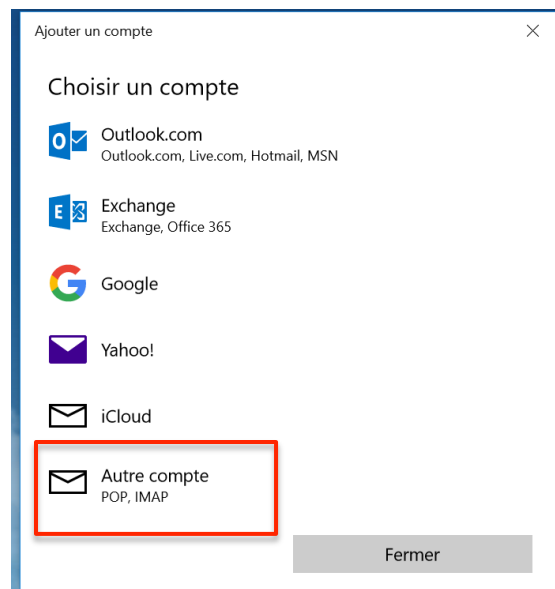 Ajouter un compte
Choisir un compte
Outlook.com
Outlook.com, Live.com, Hotmail, MSN
Exchange
Exchange, Office 365
Google
Yahoo!
iCloud
Autre compte
POP, IMAP
Fermer